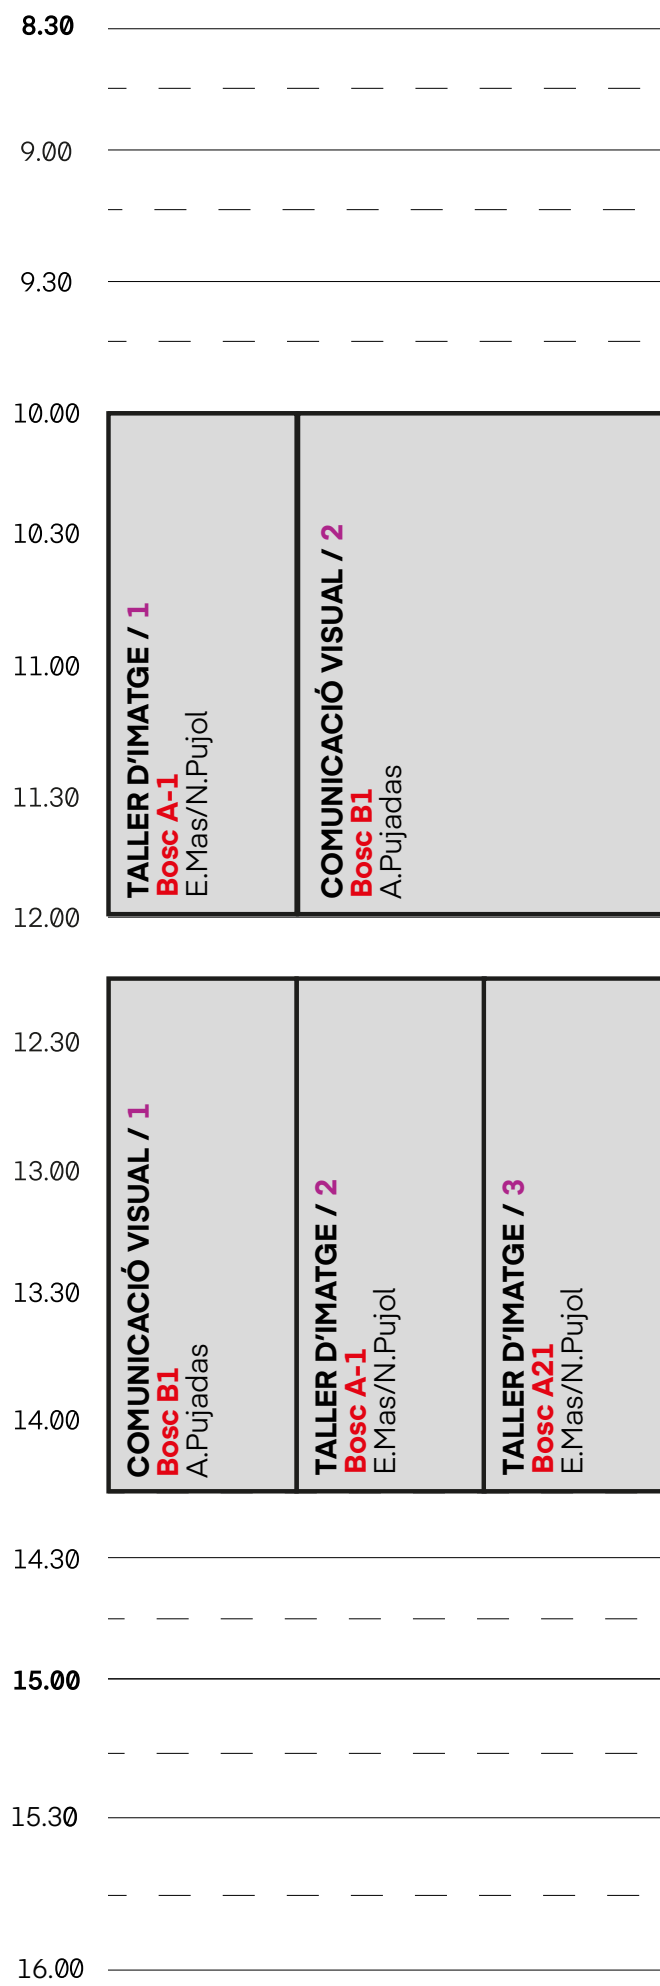 8.30
9.00
9.30
10.00
10.30
11.00
11.30
12.00
TALLER D'IMATGE / 1
Bosc A-1
E.Mas/N.Pujol
COMUNICACIÓ VISUAL / 2
Bosc B1
A.Pujadas
12.30
13.00
13.30
14.00
COMUNICACIÓ VISUAL / 1
Bosc B1
A.Pujadas
TALLER D'IMATGE / 2
Bosc A-1
E.Mas/N.Pujol
TALLER D'IMATGE / 3
Bosc A21
E.Mas/N.Pujol
14.30
15.00
15.30
16.00